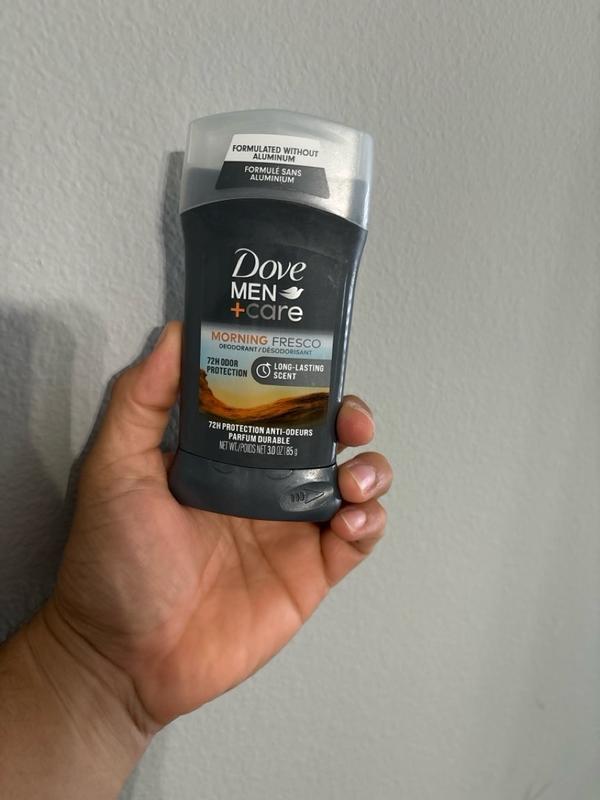 FORMULATED WITHOUT
ALUMINUM
FORMULÉ SANS
ALUMINIUM
Dove
MEN
+care
MORNING FRESCO
DEODORANT/DÉSODORISANT
72H ODOR
PROTECTION
LONG-LASTING
SCENT
72H PROTECTION ANTI-ODEURS
PARFUM DURABLE
NET WT./POIDS NET 3.0 OZ|85 g